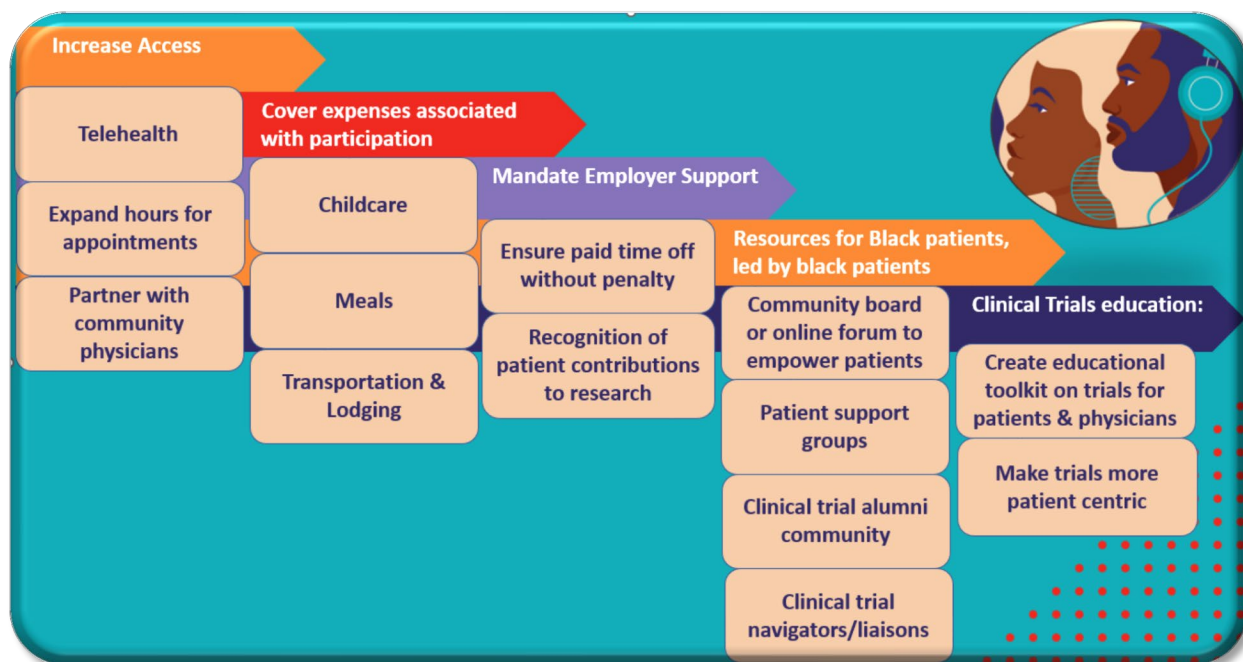 Increase Access
Telehealth
Expand hours for
appointments
Partner with
community
physicians
Cover expenses associated
with participation
Childcare
Meals
Transportation &
Lodging
Mandate Employer Support
Ensure paid time off
without penalty
Recognition of
patient contributions
to research
Resources for Black patients,
led by black patients
Community board
or online forum to
empower patients
Patient support
groups
Clinical trial alumni
community
Clinical trial
navigators/liaisons
Clinical Trials education:
Create educational
toolkit on trials for
patients & physicians
Make trials more
patient centric